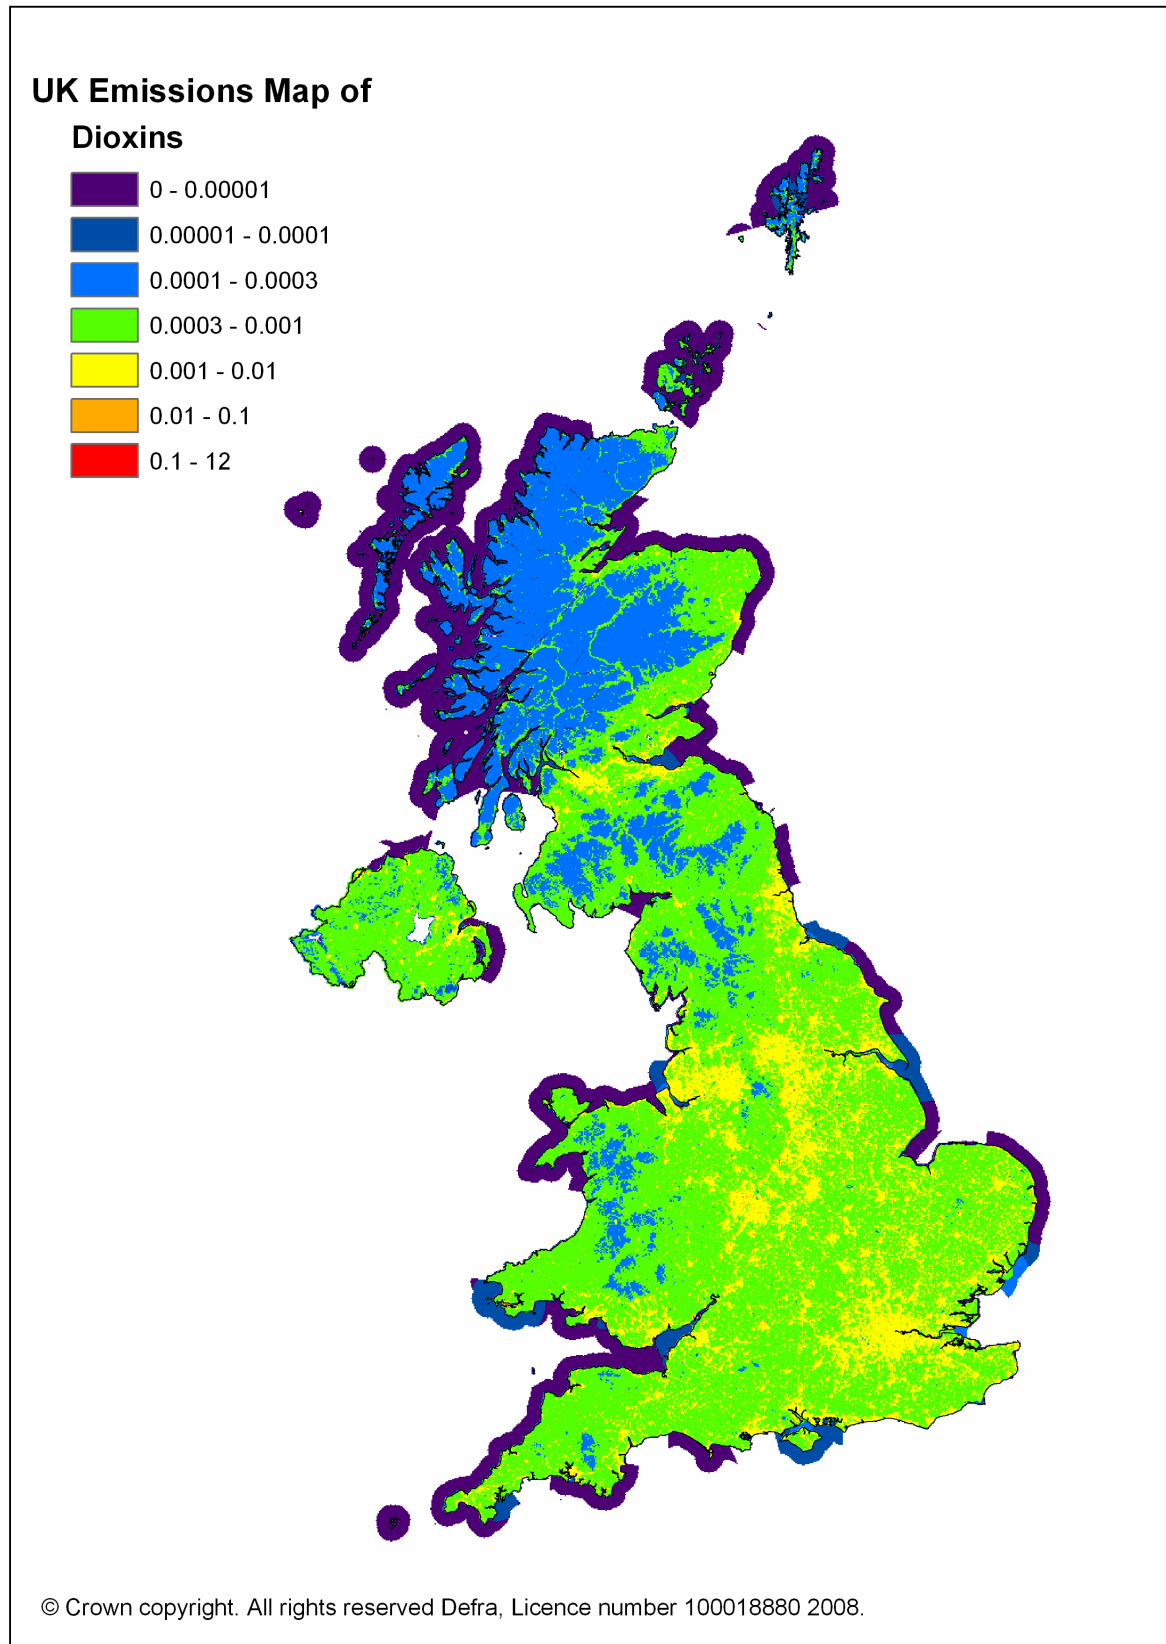 UK Emissions Map of
Dioxins
0 - 0.00001
0.00001 - 0.0001
0.0001 - 0.0003
0.0003 - 0.001
0.001 - 0.01
0.01 - 0.1
0.1 - 12
© Crown copyright. All rights reserved Defra, Licence number 100018880 2008.